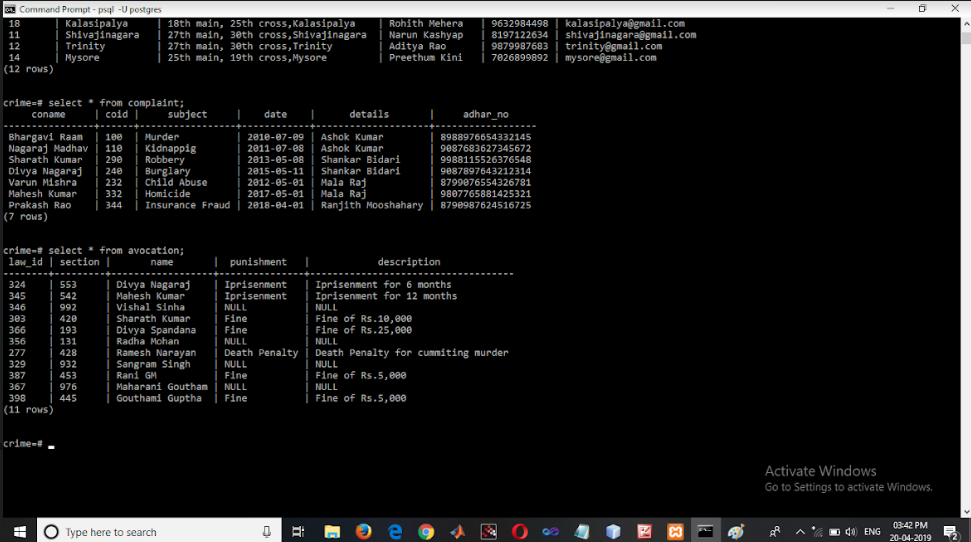 Command Prompt - psql -U postgres
18 | Kalasipalya | 18th main, 25th cross,Kalasipalya | Rohith Mehera | 9632984498 | kalasipalya@gmail.com
11 | Shivajinagara | 27th main, 30th cross,Shivajinagara | Narun Kashyap | 8197122634 | shivajinagara@gmail.com
12 | Trinity | 27th main, 30th cross,Trinity | Aditya Rao | 9879987683 | trinity@gmail.com
14 | Mysore | 25th main, 19th cross,Mysore | Preethum Kini | 7026899892 | mysore@gmail.com
(12 rows)
crime=# select * from complaint;
coname | coid | subject | date | details | adhar_no
Bhargavi Raam | 100 | Murder | 2010-07-09 | Ashok Kumar | 8988976654332145
Nagaraj Madhav | 110 | Kidnappig | 2011-07-08 | Ashok Kumar | 9087683627345672
Sharath Kumar | 290 | Robbery | 2013-05-08 | Shankar Bidari | 9988115526376548
Divya Nagaraj | 240 | Burglary | 2015-05-11 | Shankar Bidari | 9087897643212314
Varun Mishra | 232 | Child Abuse | 2012-05-01 | Mala Raj | 8799076554326781
Mahesh Kumar | 332 | Homicide | 2017-05-01 | Mala Raj | 9807765881425321
Prakash Rao | 344 | Insurance Fraud | 2018-04-01 | Ranjith Mooshahary | 8790987624516725
(7 rows)
crime=# select * from avocation;
law_id | section | name | punishment | description
324 | 553 | Divya Nagaraj | Iprisenment | Iprisenment for 6 months
345 | 542 | Mahesh Kumar | Iprisenment | Iprisenment for 12 months
346 | 992 | Vishal Sinha | NULL | NULL
303 | 420 | Sharath Kumar | Fine | Fine of Rs.10,000
366 | 193 | Divya Spandana | Fine | Fine of Rs.25,000
356 | 131 | Radha Mohan | NULL | NULL
277 | 428 | Ramesh Narayan | Death Penalty | Death Penalty for cummiting murder
329 | 932 | Sangram Singh | NULL | NULL
387 | 453 | Rani GM | Fine | Fine of Rs.5,000
367 | 976 | Maharani Goutham | NULL | NULL
398 | 445 | Gouthami Guptha | Fine | Fine of Rs.5,000
(11 rows)
crime=#
Activate Windows
Go to Settings to activate Windows.
Type here to search
ENG
03:42 PM
20-04-2019
2